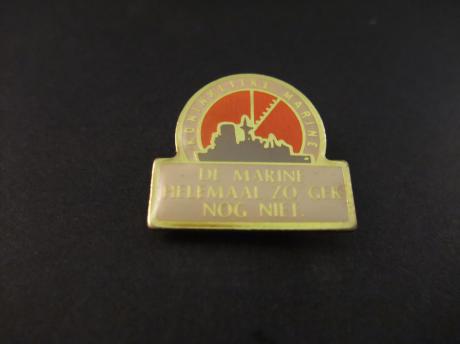 KONINKLIJKE MARINE
DE MARINE
HELEMAAL ZO GEK
NOG NIET.